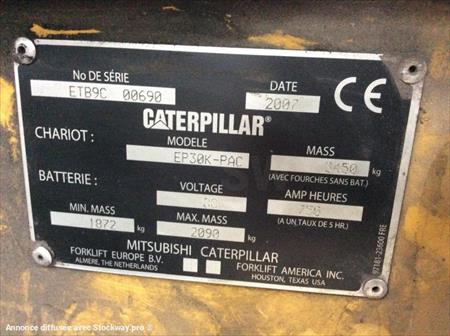 No DE SÉRIE
ETB9C 00690
DATE
2007
CATERPILLAR®
CHARIOT:
MODELE
EP30K-PAC
MASS
kg
(AVEC FOURCHES SANS BAT.)
BATTERIE:
VOLTAGE
AMP HEURES
(A UN,TAUX DE 5 HR.)
MIN. MASS
1872 kg
MAX. MASS
2090 kg
MITSUBISHI CATERPILLAR
FORKLIFT EUROPE B.V.
ALMERE, THE NETHERLANDS
FORKLIFT AMERICA INC.
HOUSTON, TEXAS USA
CE
Annonce diffusée avec Stockway.pro ©